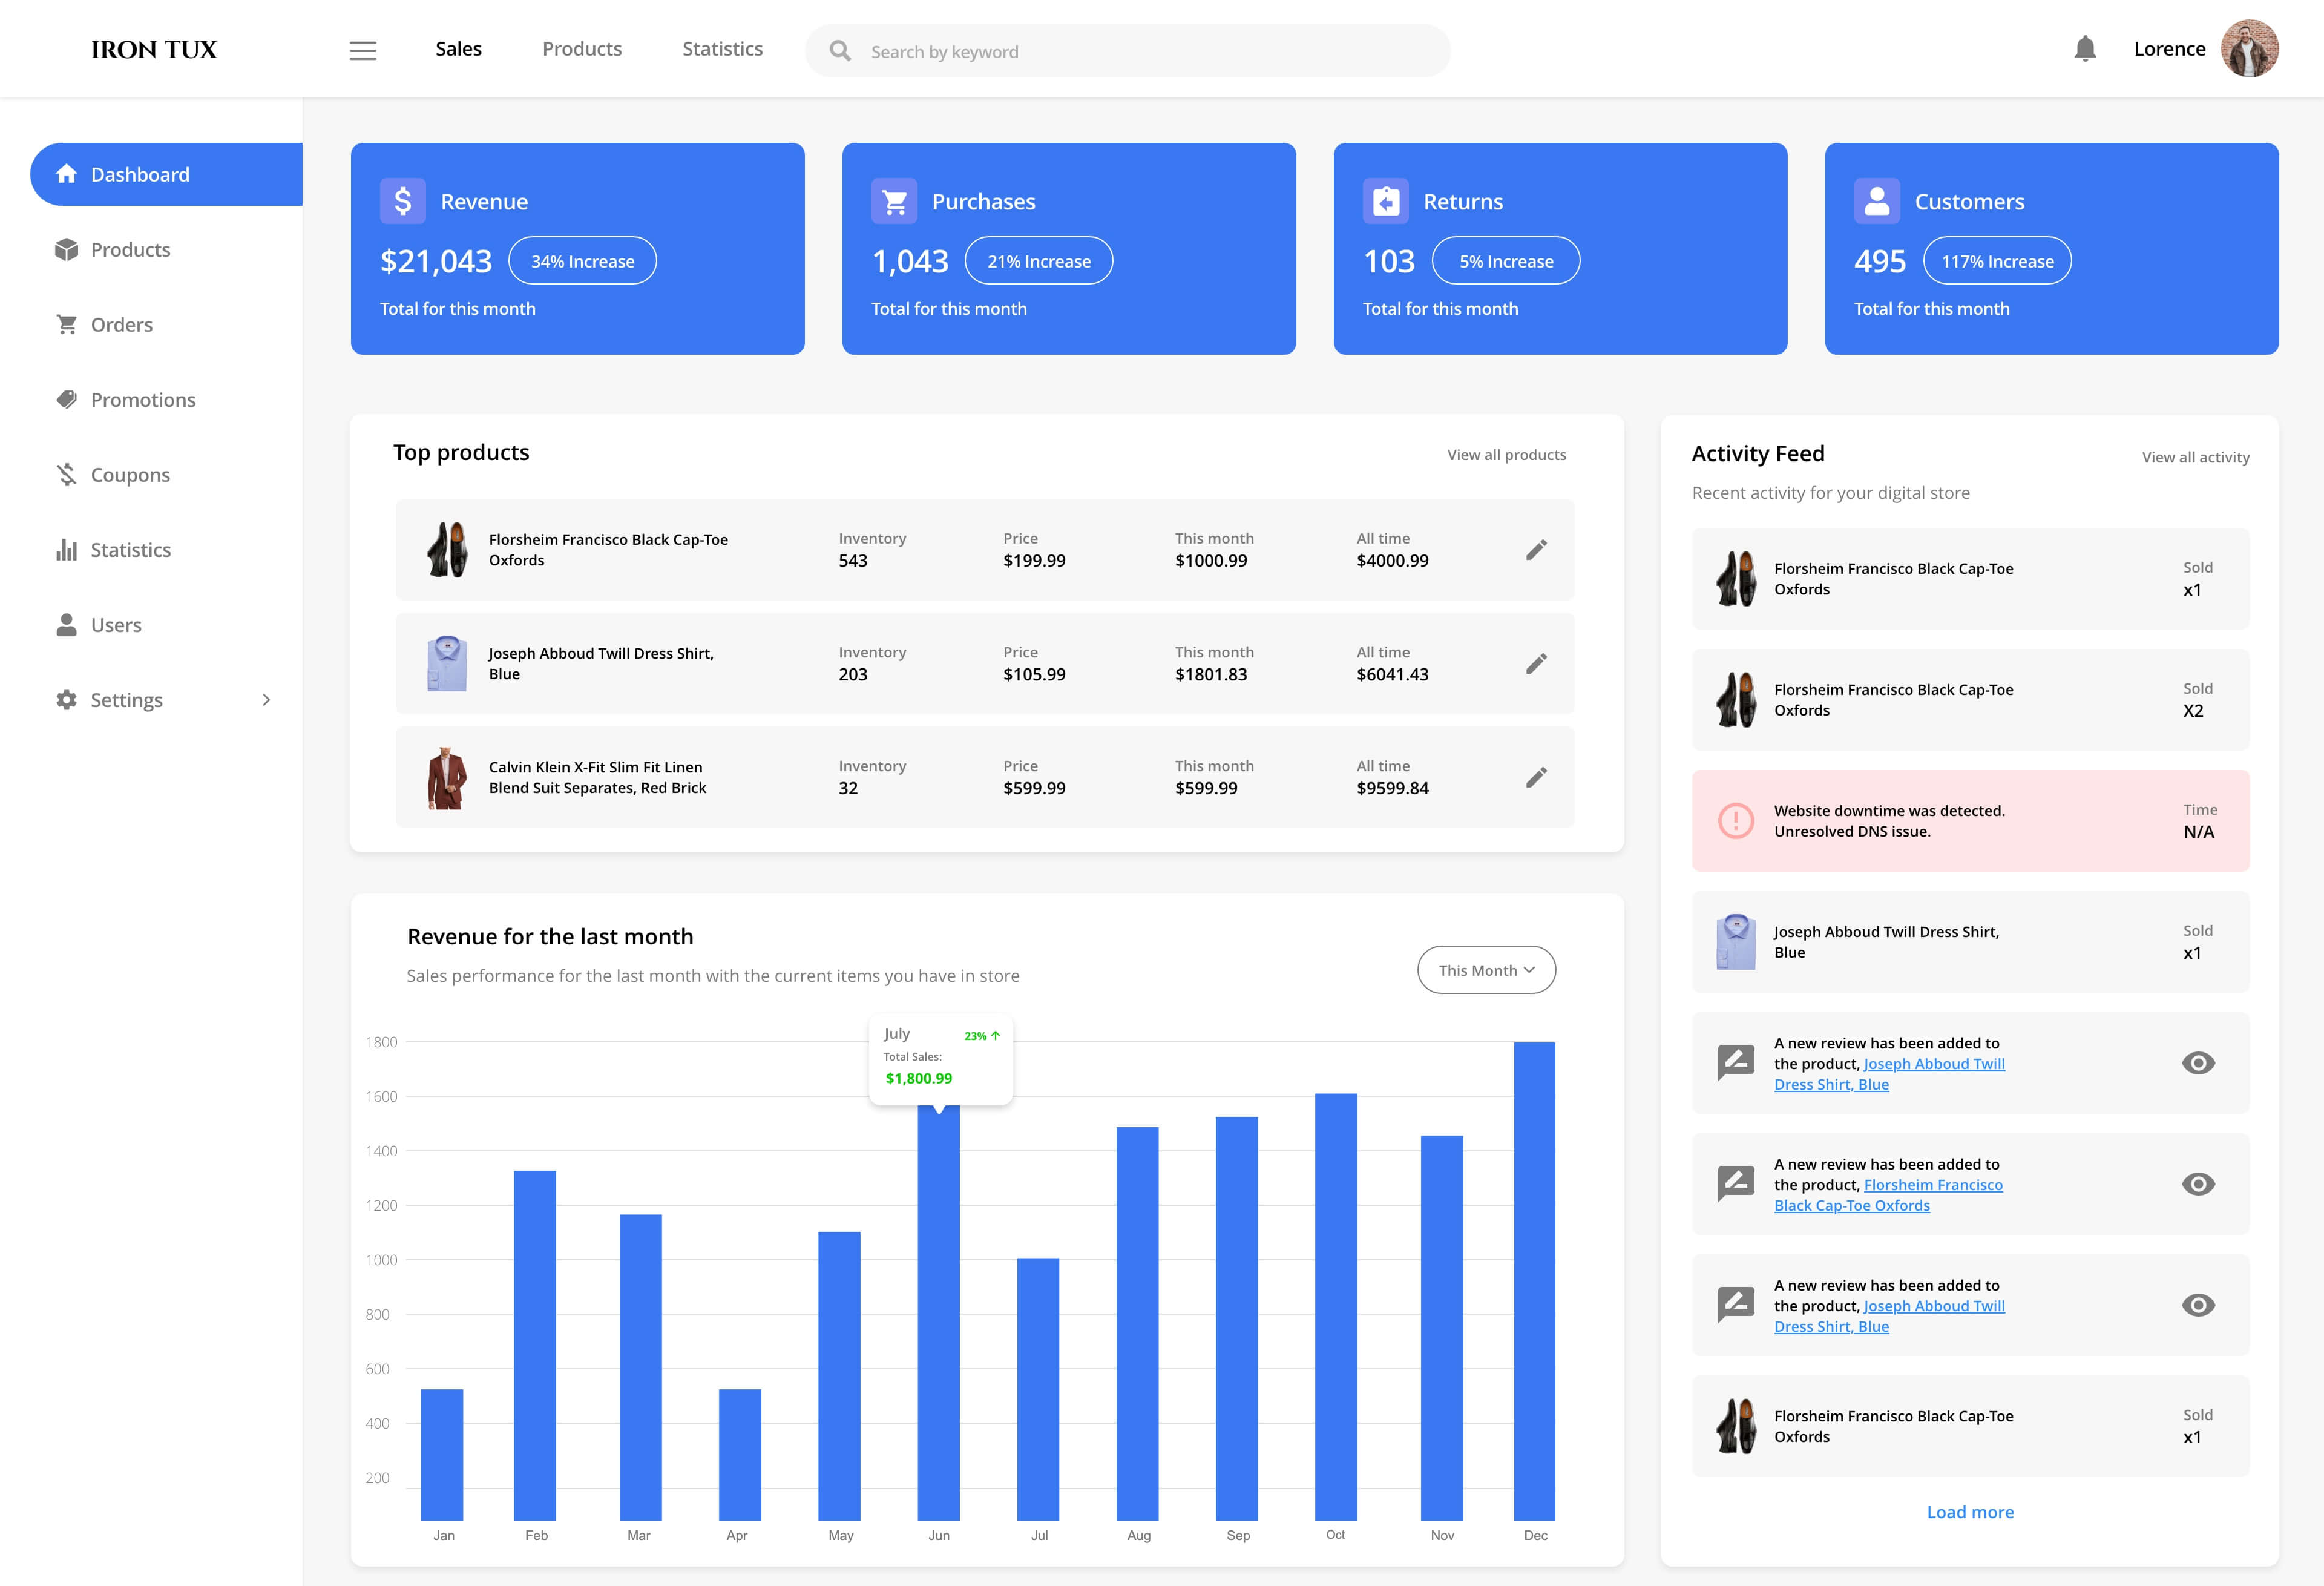 IRON TUX
Sales
Products
Statistics
Search by keyword
Lorence
Dashboard
Products
Orders
Promotions
Coupons
Statistics
Users
Settings
Revenue
$21,043
34% Increase
Total for this month
Purchases
1,043
21% Increase
Total for this month
Returns
103
5% Increase
Total for this month
Customers
495
117% Increase
Total for this month
Top products
View all products
Florsheim Francisco Black Cap-Toe
Oxfords
Inventory
543
Price
$199.99
This month
$1000.99
All time
$4000.99
Joseph Abboud Twill Dress Shirt,
Blue
Inventory
203
Price
$105.99
This month
$1801.83
All time
$6041.43
Calvin Klein X-Fit Slim Fit Linen
Blend Suit Separates, Red Brick
Inventory
32
Price
$599.99
This month
$599.99
All time
$9599.84
Revenue for the last month
Sales performance for the last month with the current items you have in store
This Month
July
23%
Total Sales:
$1,800.99
1800
1600
1400
1200
1000
800
600
400
200
Jan
Feb
Mar
Apr
May
Jun
Jul
Aug
Sep
Oct
Nov
Dec
Activity Feed
View all activity
Recent activity for your digital store
Florsheim Francisco Black Cap-Toe
Oxfords
Sold
x1
Florsheim Francisco Black Cap-Toe
Oxfords
Sold
X2
Website downtime was detected.
Unresolved DNS issue.
Time
N/A
Joseph Abboud Twill Dress Shirt,
Blue
Sold
x1
A new review has been added to
the product, Joseph Abboud Twill
Dress Shirt, Blue
A new review has been added to
the product, Florsheim Francisco
Black Cap-Toe Oxfords
A new review has been added to
the product, Joseph Abboud Twill
Dress Shirt, Blue
Florsheim Francisco Black Cap-Toe
Oxfords
Sold
x1
Load more